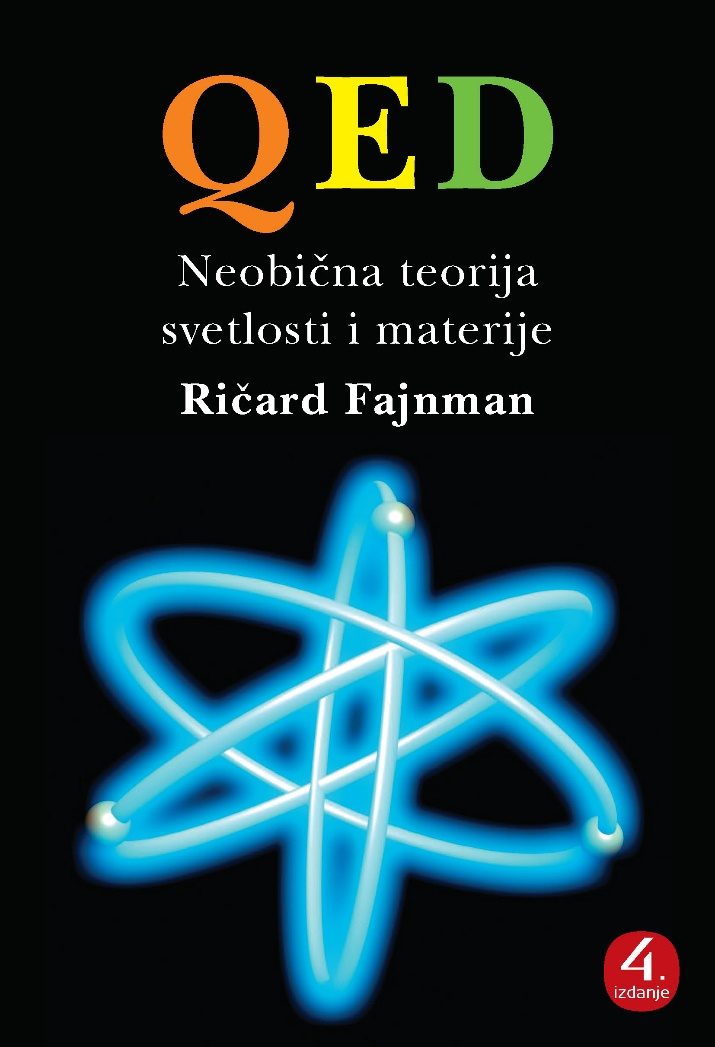 QED
Neobična teorija
svetlosti i materije
Ričard Fajnman
4.
izdanje